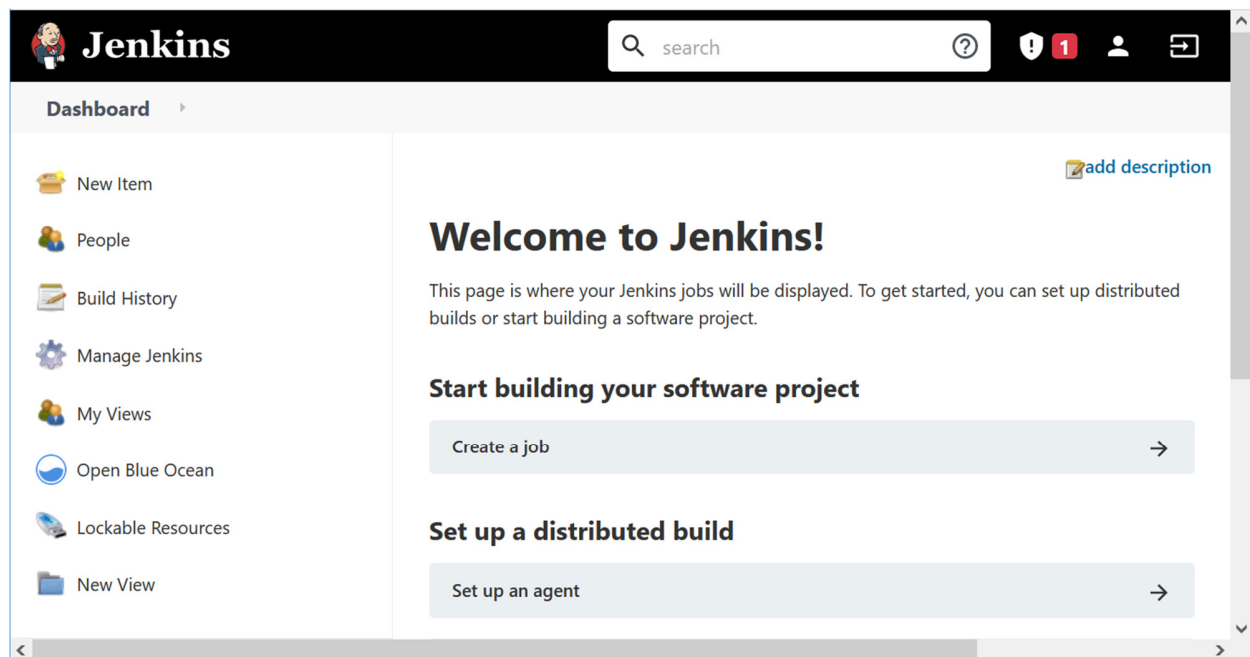 Jenkins
search
1
Dashboard
New Item
People
Build History
Manage Jenkins
My Views
Open Blue Ocean
Lockable Resources
New View
add description
Welcome to Jenkins!
This page is where your Jenkins jobs will be displayed. To get started, you can set up distributed
builds or start building a software project.
Start building your software project
Create a job
Set up a distributed build
Set up an agent